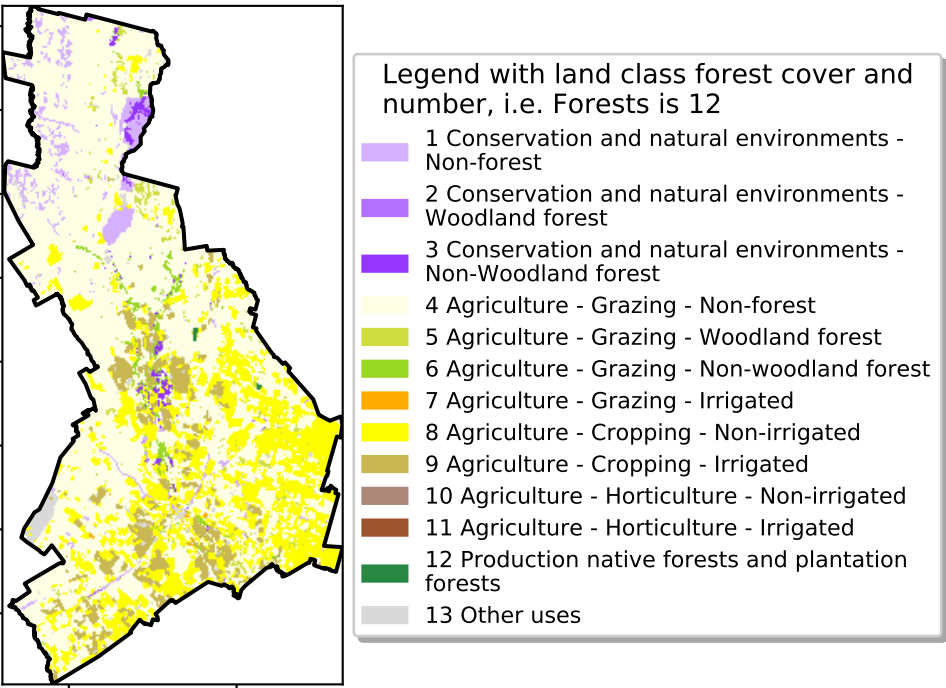 Legend with land class forest cover and
number, i.e. Forests is 12
1 Conservation and natural environments -
Non-forest
2 Conservation and natural environments -
Woodland forest
3 Conservation and natural environments -
Non-Woodland forest
4 Agriculture - Grazing - Non-forest
5 Agriculture - Grazing - Woodland forest
6 Agriculture - Grazing - Non-woodland forest
7 Agriculture - Grazing - Irrigated
8 Agriculture - Cropping - Non-irrigated
9 Agriculture - Cropping - Irrigated
10 Agriculture - Horticulture - Non-irrigated
11 Agriculture - Horticulture - Irrigated
12 Production native forests and plantation
forests
13 Other uses